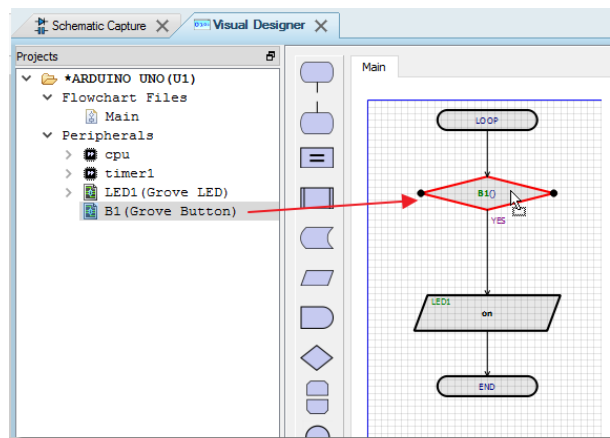 Schematic Capture
Visual Designer
Projects
*ARDUINO UNO(U1)
Flowchart Files
Main
Peripherals
cpu
timer1
LED1(Grove LED)
B1(Grove Button)
Main
LOOP
B1()
YES
LED1
on
END